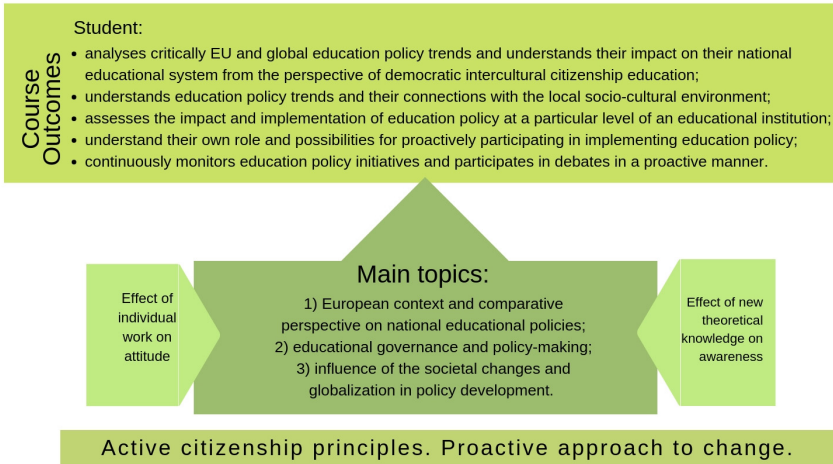 Course
Outcomes
Student:
• analyses critically EU and global education policy trends and understands their impact on their national
educational system from the perspective of democratic intercultural citizenship education;
• understands education policy trends and their connections with the local socio-cultural environment;
• assesses the impact and implementation of education policy at a particular level of an educational institution;
• understand their own role and possibilities for proactively participating in implementing education policy;
• continuously monitors education policy initiatives and participates in debates in a proactive manner.
Effect of
individual
work on
attitude
Main topics:
1) European context and comparative
perspective on national educational policies;
2) educational governance and policy-making;
3) influence of the societal changes and
globalization in policy development.
Effect of new
theoretical
knowledge on
awareness
Active citizenship principles. Proactive approach to change.